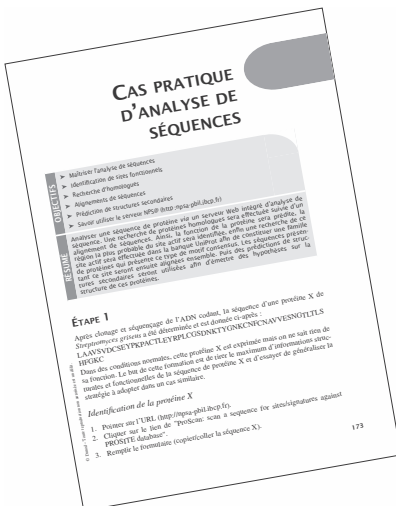 CAS PRATIQUE
D'ANALYSE DE
SÉQUENCES
OBJECTIFS
➤ Maîtriser l'analyse de séquences
➤ Identification de sites fonctionnels
➤ Recherche d'homologues
➤ Alignements de séquences
➤ Prédiction de structures secondaires
➤ Savoir utiliser le serveur NPS@ (http:npsa-pbil.ibcp.fr)
RÉSUMÉ
Analyser une séquence de protéine via un serveur Web intégré d'analyse de
séquence. Une recherche de protéines homologues sera effectuée suivie d'un
alignement de séquences. Ainsi, la fonction de la protéine sera prédite, la
région la plus probable du site actif sera identifiée, enfin une recherche de ce
site actif sera effectuée dans la banque UniProt afin de constituer une famille
de protéines qui présente ce type de motif consensus. Les séquences présen-
tant ce site seront ensuite alignées ensemble. Puis des prédictions de struc-
tures secondaires seront utilisées afin d'émettre des hypothèses sur la
structure de ces protéines.
ÉTAPE 1
Après clonage et séquençage de l'ADN codant, la séquence d'une protéine X de
Streptomyces griseus a été déterminée et est donnée ci-après :
LAAVSVDCSEYPKPACTLEYRPLCGSDNKTYGNKCNFCNAVVESNGTLTLS
HFGKC
Dans des conditions normales, cette protéine X est exprimée mais on ne sait rien de
sa fonction. Le but de cette formation est de tirer le maximum d'informations struc-
turales et fonctionnelles de la séquence de protéine X et d'essayer de généraliser la
stratégie à adopter dans un cas similaire.
Identification de la protéine X
1. Pointer sur l'URL (http://npsa-pbil.ibcp.fr).
2. Cliquer sur le lien de "ProScan: scan a sequence for sites/signatures against
PROSITE database".
3. Remplir le formulaire (copier/coller la séquence X).
173